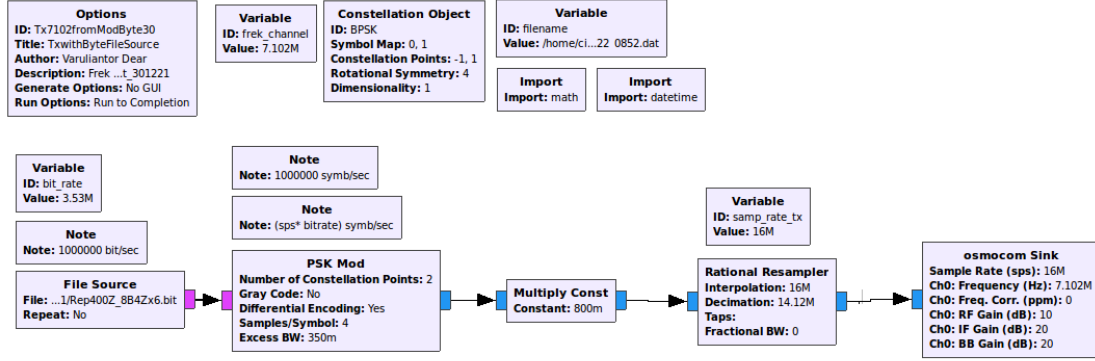 Options
ID: Tx7102fromModByte30
Title: TxwithByteFileSource
Author: Varuliantor Dear
Description: Frek ...t_301221
Generate Options: No GUI
Run Options: Run to Completion
Variable
ID: frek_channel
Value: 7.102M
Constellation Object
ID: BPSK
Symbol Map: 0, 1
Constellation Points: -1, 1
Rotational Symmetry: 4
Dimensionality: 1
Variable
ID: filename
Value: /home/ci...22_0852.dat
Import
Import: math
Import
Import: datetime
Variable
ID: bit_rate
Value: 3.53M
Note
Note: 1000000 bit/sec
File Source
File: ...1/Rep400Z_8B4Zx6.bit
Repeat: No
Note
Note: 1000000 symb/sec
Note
Note: (sps* bitrate) symb/sec
PSK Mod
Number of Constellation Points: 2
Gray Code: No
Differential Encoding: Yes
Samples/Symbol: 4
Excess BW: 350m
Multiply Const
Constant: 800m
Variable
ID: samp_rate_tx
Value: 16M
Rational Resampler
Interpolation: 16M
Decimation: 14.12M
Taps:
Fractional BW: 0
osmocom Sink
Sample Rate (sps): 16M
Ch0: Frequency (Hz): 7.102M
Ch0: Freq. Corr. (ppm): 0
Ch0: RF Gain (dB): 10
Ch0: IF Gain (dB): 20
Ch0: BB Gain (dB): 20